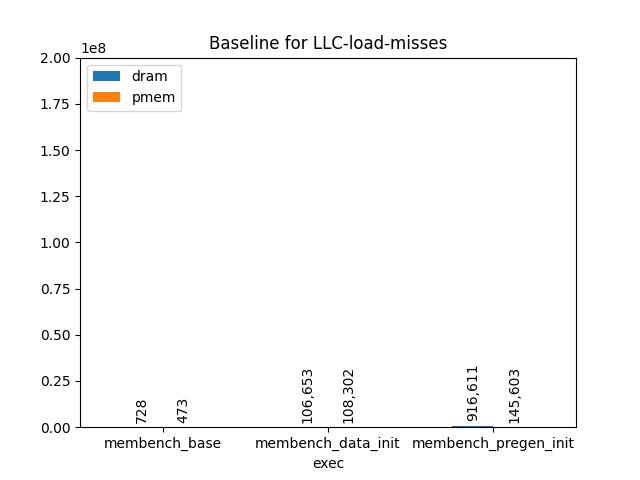 Baseline for LLC-load-misses
1e8
2.00
1.75
1.50
1.25
1.00
0.75
0.50
0.25
0.00
dram
pmem
728
473
106,653
108,302
916,611
145,603
membench_base
membench_data_init
membench_pregen_init
exec